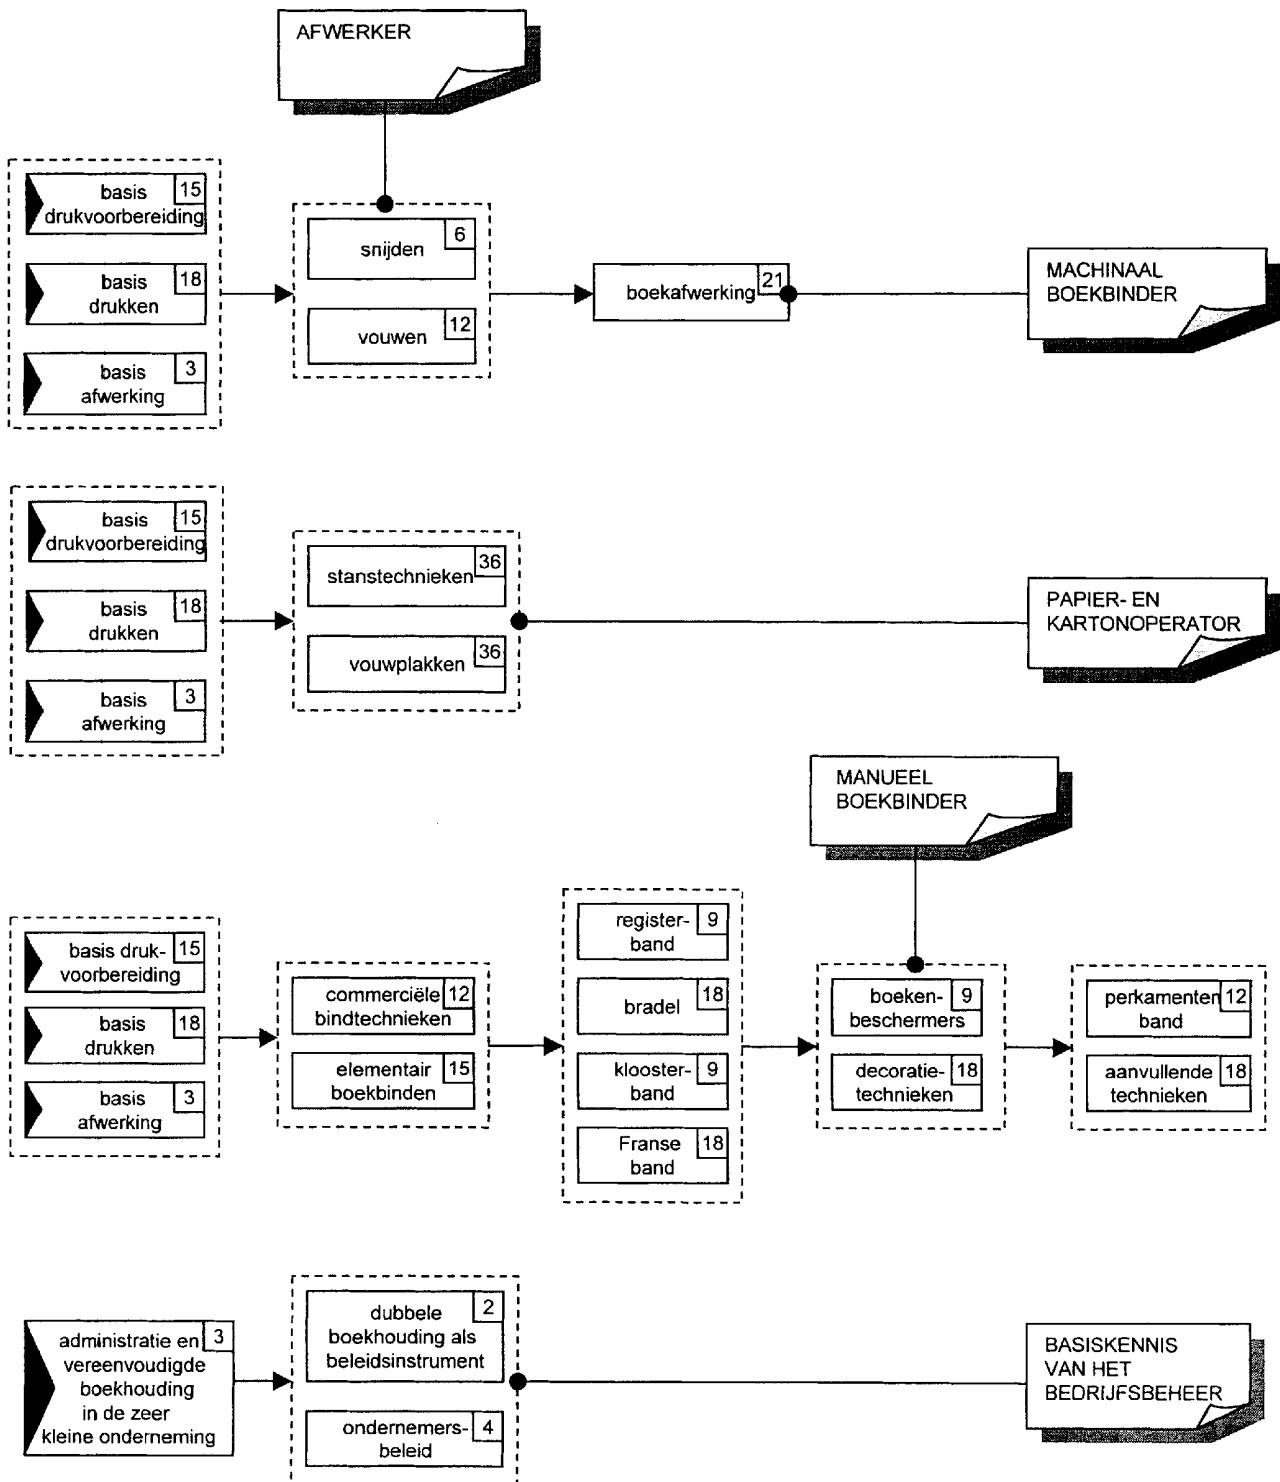 AFWERKER
basis
drukvoorbereiding
15
basis
drukken
18
basis
afwerking
3
snijden
6
vouwen
12
boekafwerking
21
MACHINAAL
BOEKBINDER
basis
drukvoorbereiding
15
basis
drukken
18
basis
afwerking
3
stanstechnieken
36
vouwplakken
36
PAPIER- EN
KARTONOPERATOR
MANUEEL
BOEKBINDER
basis druk-
voorbereiding
15
basis
drukken
18
basis
afwerking
3
commerciële
bindtechnieken
12
elementair
boekbinden
15
register-
band
9
bradel
18
klooster-
band
9
Franse
band
18
boeken-
beschermers
9
decoratie-
technieken
18
perkamenten
band
12
aanvullende
technieken
18
administratie en
vereenvoudigde
boekhouding
in de zeer
kleine onderneming
3
dubbele
boekhouding als
beleidsinstrument
2
ondernemers-
beleid
4
BASISKENNIS
VAN HET
BEDRIJFSBEHEER